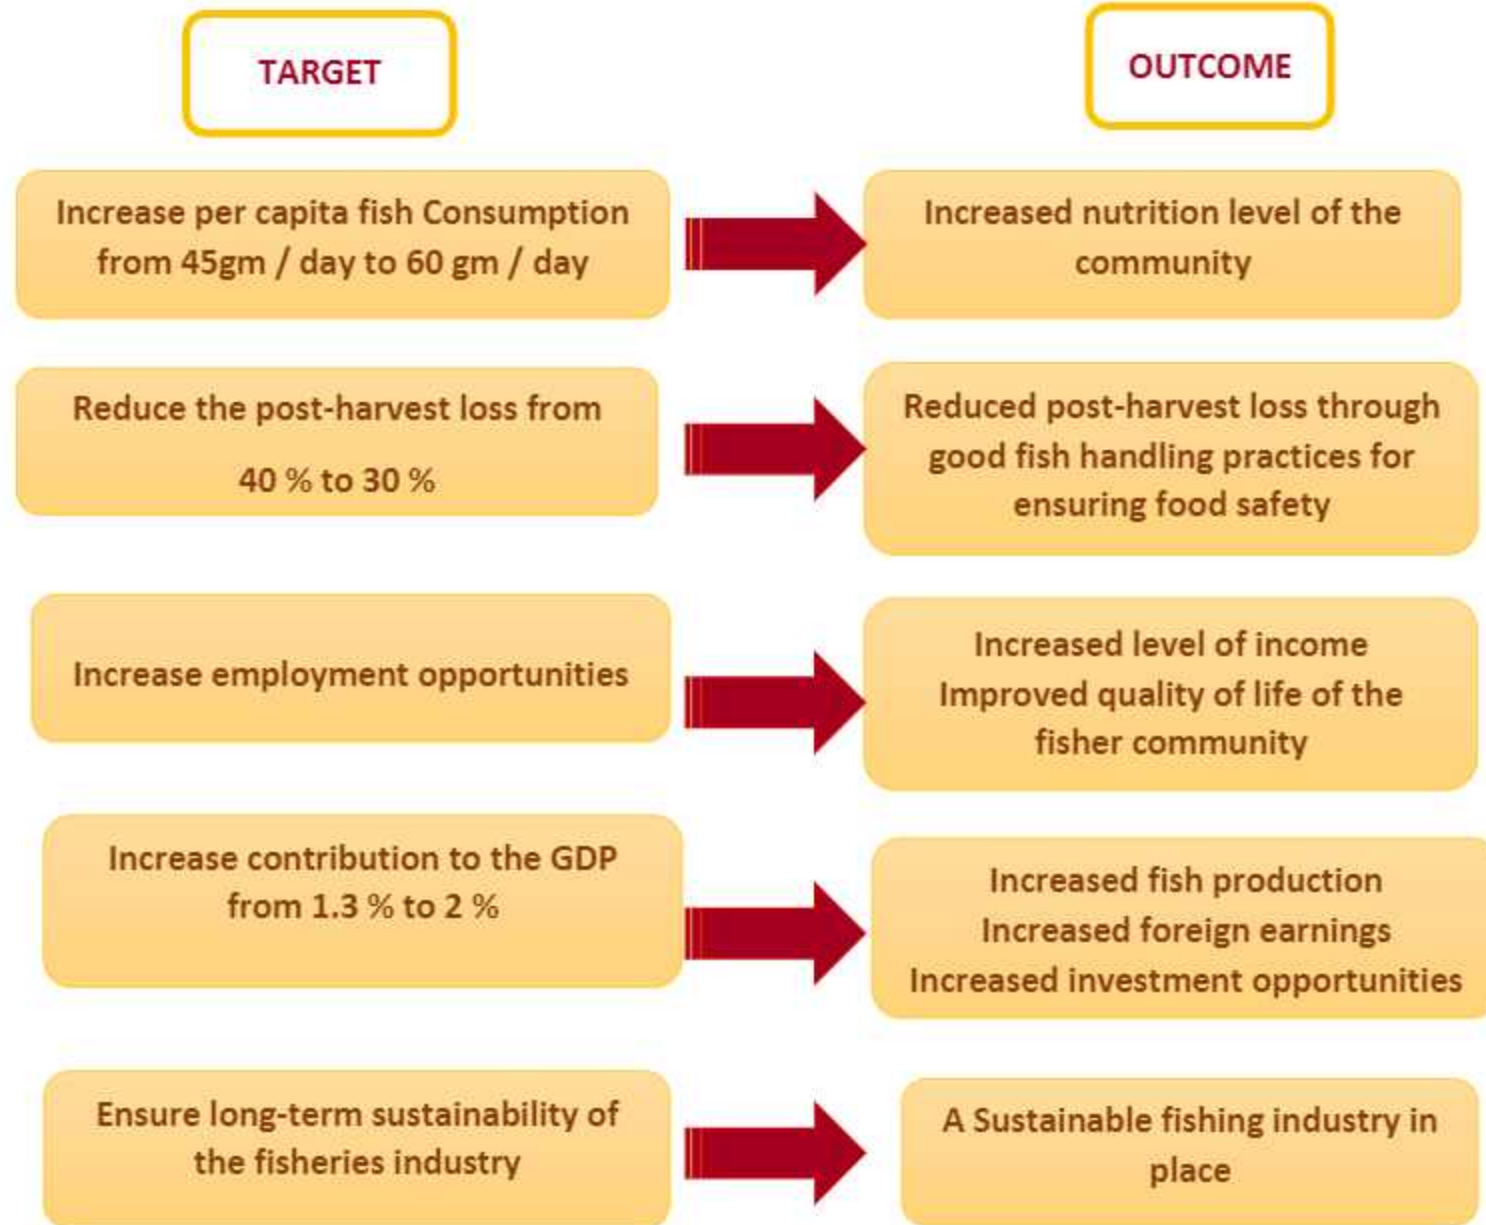 TARGET
OUTCOME
Increase per capita fish Consumption
from 45gm / day to 60 gm / day
Increased nutrition level of the
community
Reduce the post-harvest loss from
40 % to 30 %
Reduced post-harvest loss through
good fish handling practices for
ensuring food safety
Increase employment opportunities
Increased level of income
Improved quality of life of the
fisher community
Increase contribution to the GDP
from 1.3 % to 2 %
Increased fish production
Increased foreign earnings
Increased investment opportunities
Ensure long-term sustainability of
the fisheries industry
A Sustainable fishing industry in
place